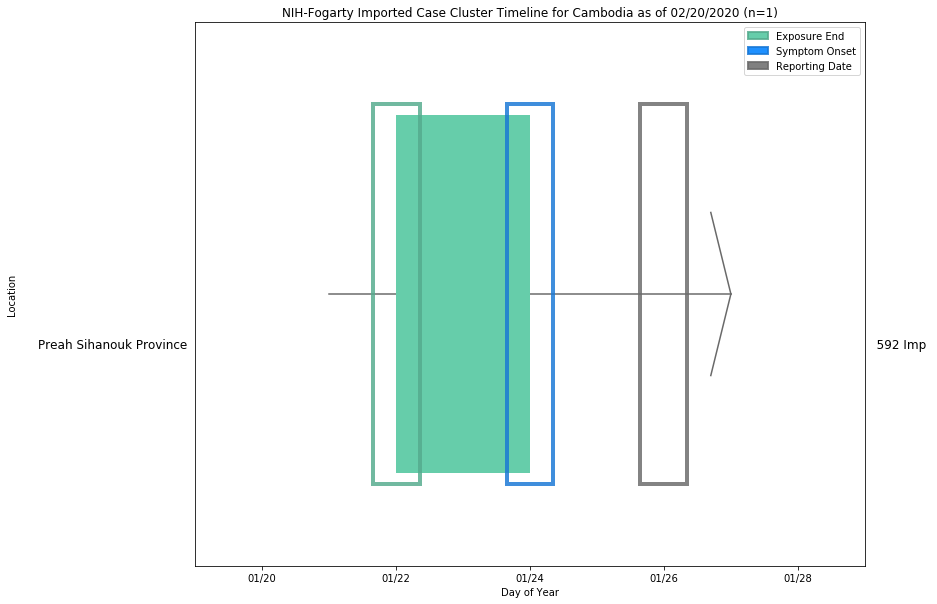 NIH-Fogarty Imported Case Cluster Timeline for Cambodia as of 02/20/2020 (n=1)
Exposure End
Symptom Onset
Reporting Date
Location
Preah Sihanouk Province
592 Imp
01/20 01/22 01/24 01/26 01/28
Day of Year